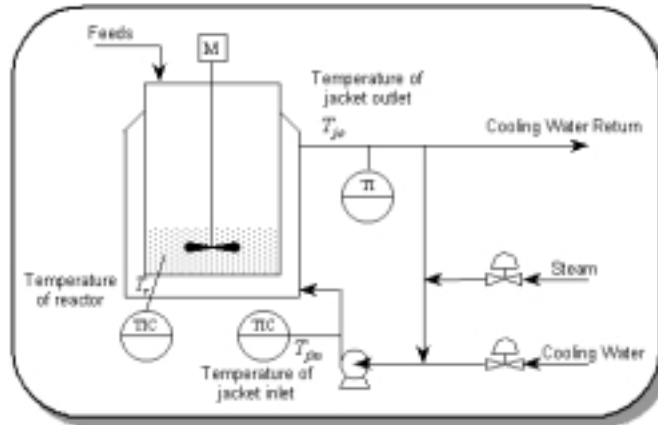 Feeds
M
Temperature of
jacket outlet
Tjo
Cooling Water Return
TI
Steam
Temperature
of reactor
Tr
TIC
TIC
Cooling Water
Temperature of
jacket inlet